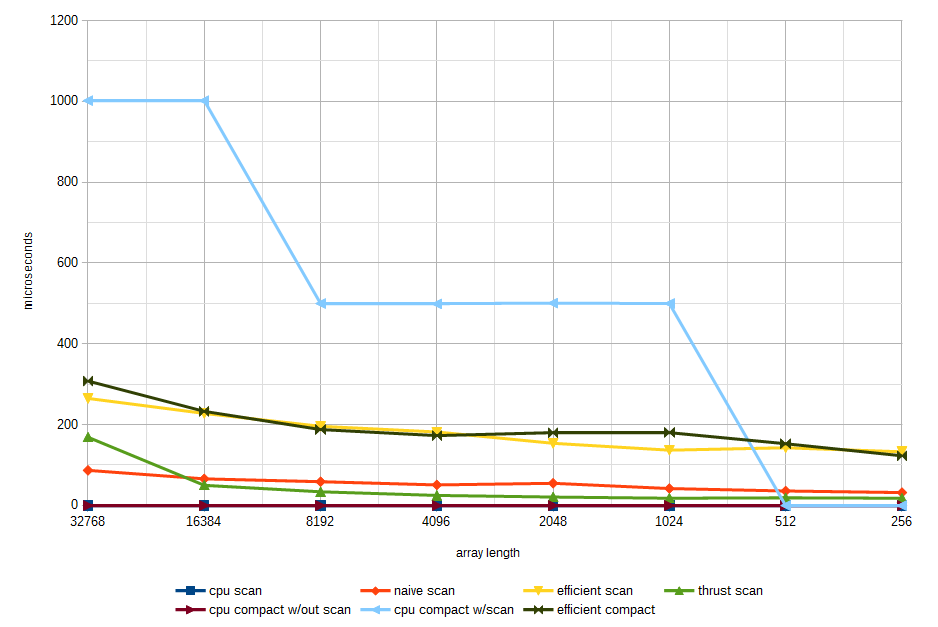 1200
1000
800
600
400
200
0
microseconds
32768 16384 8192 4096 2048 1024 512 256
array length
cpu scan naive scan efficient scan thrust scan
cpu compact w/out scan cpu compact w/scan efficient compact